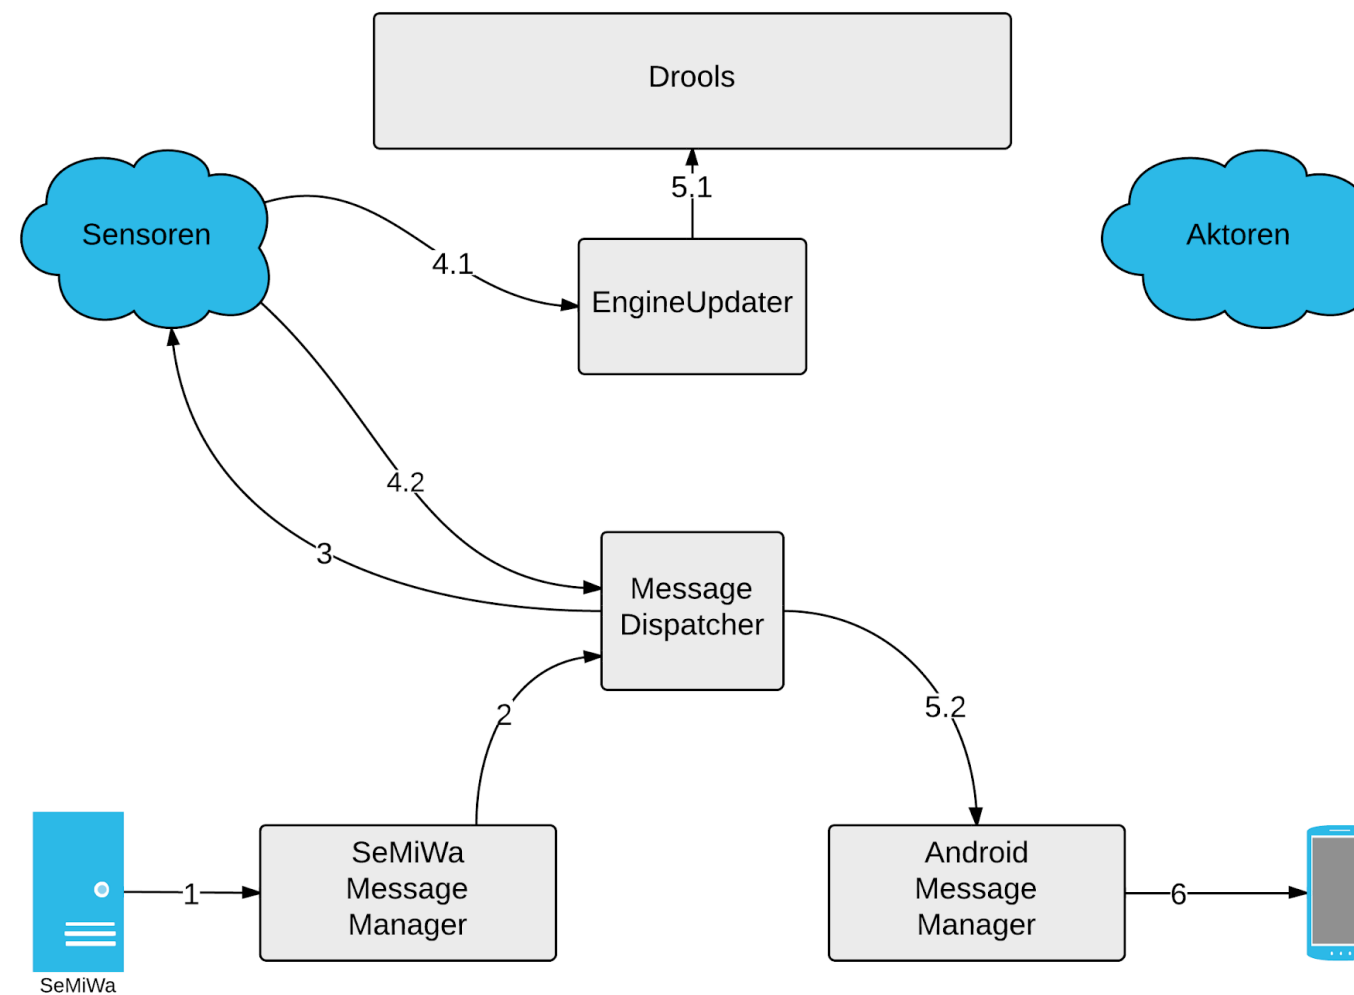 Drools
5.1
Sensoren
Aktoren
4.1
EngineUpdater
4.2
3
Message
Dispatcher
2
5.2
SeMiWa
Message
Manager
Android
Message
Manager
1
6
SeMiWa